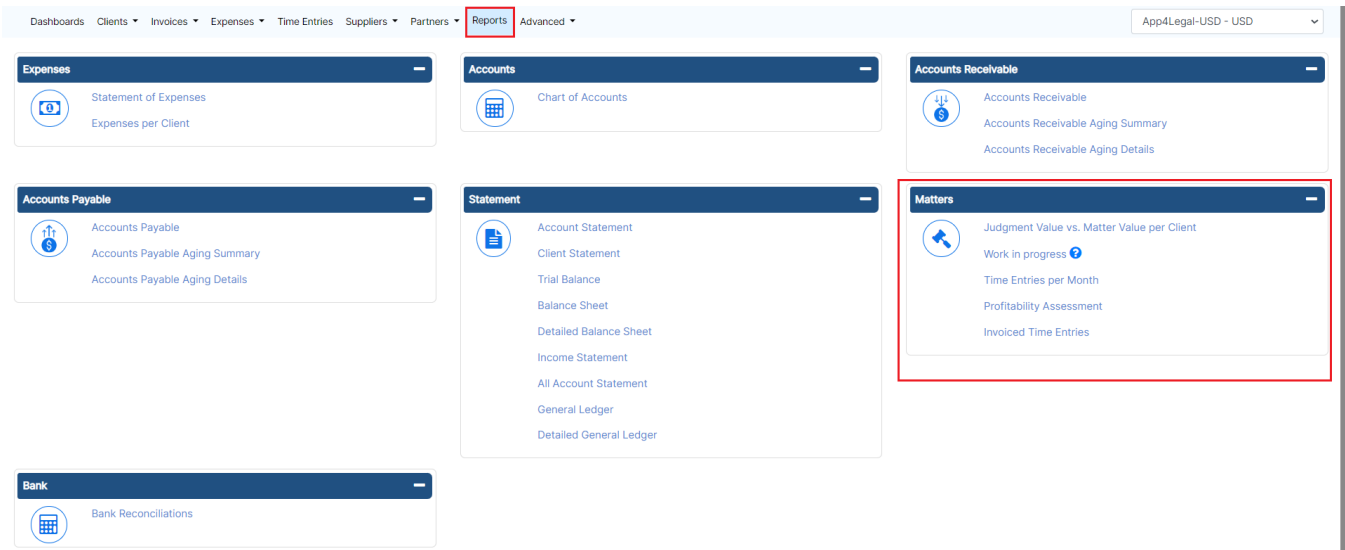 Dashboards Clients Invoices Expenses Time Entries Suppliers Partners Reports Advanced App4Legal-USD - USD
Expenses
Statement of Expenses
Expenses per Client
Accounts
Chart of Accounts
Accounts Receivable
Accounts Receivable
Accounts Receivable Aging Summary
Accounts Receivable Aging Details
Accounts Payable
Accounts Payable
Accounts Payable Aging Summary
Accounts Payable Aging Details
Statement
Account Statement
Client Statement
Trial Balance
Balance Sheet
Detailed Balance Sheet
Income Statement
All Account Statement
General Ledger
Detailed General Ledger
Matters
Judgment Value vs. Matter Value per Client
Work in progress ?
Time Entries per Month
Profitability Assessment
Invoiced Time Entries
Bank
Bank Reconciliations